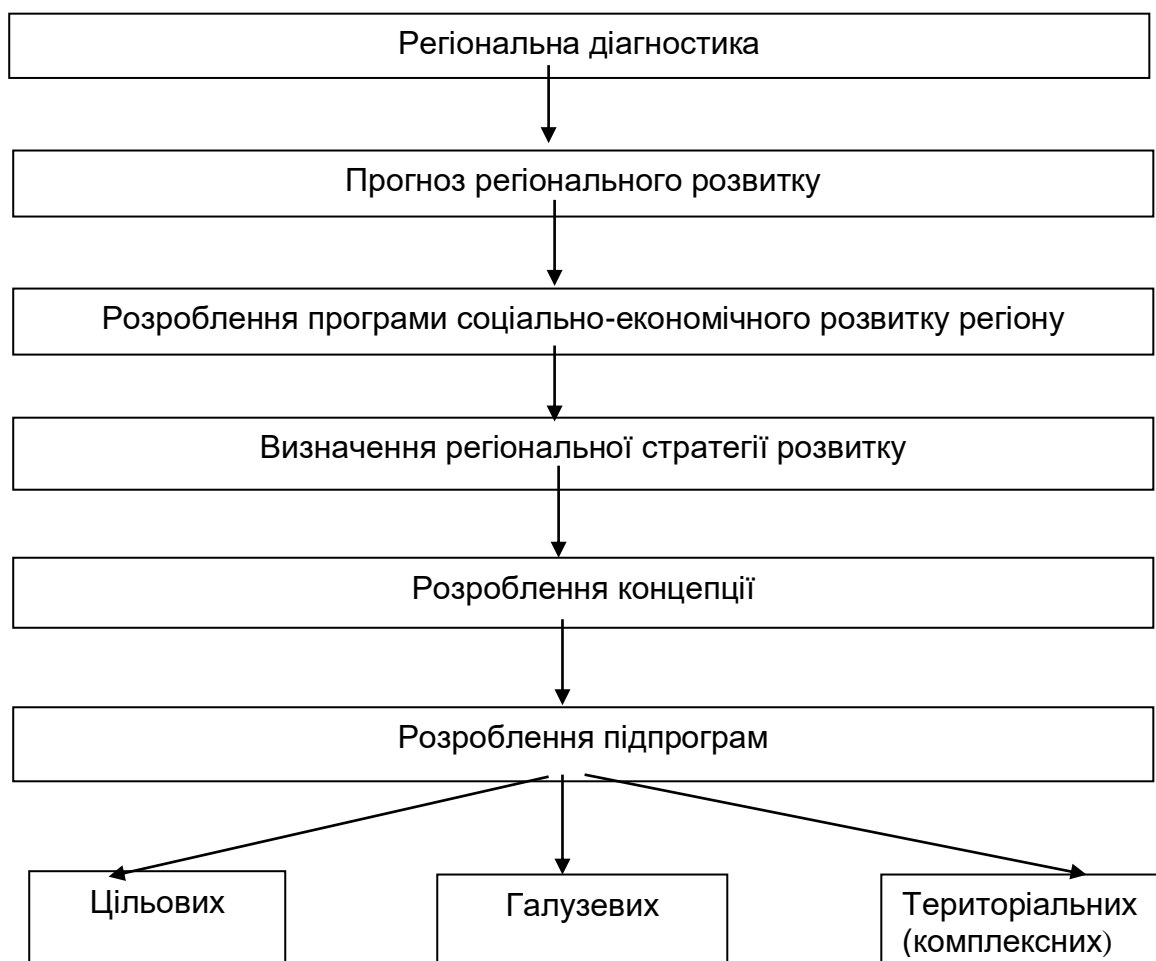 Регіональна діагностика
Прогноз регіонального розвитку
Розроблення програми соціально-економічного розвитку регіону
Визначення регіональної стратегії розвитку
Розроблення концепції
Розроблення підпрограм
Цільових
Галузевих
Територіальних
(комплексних)